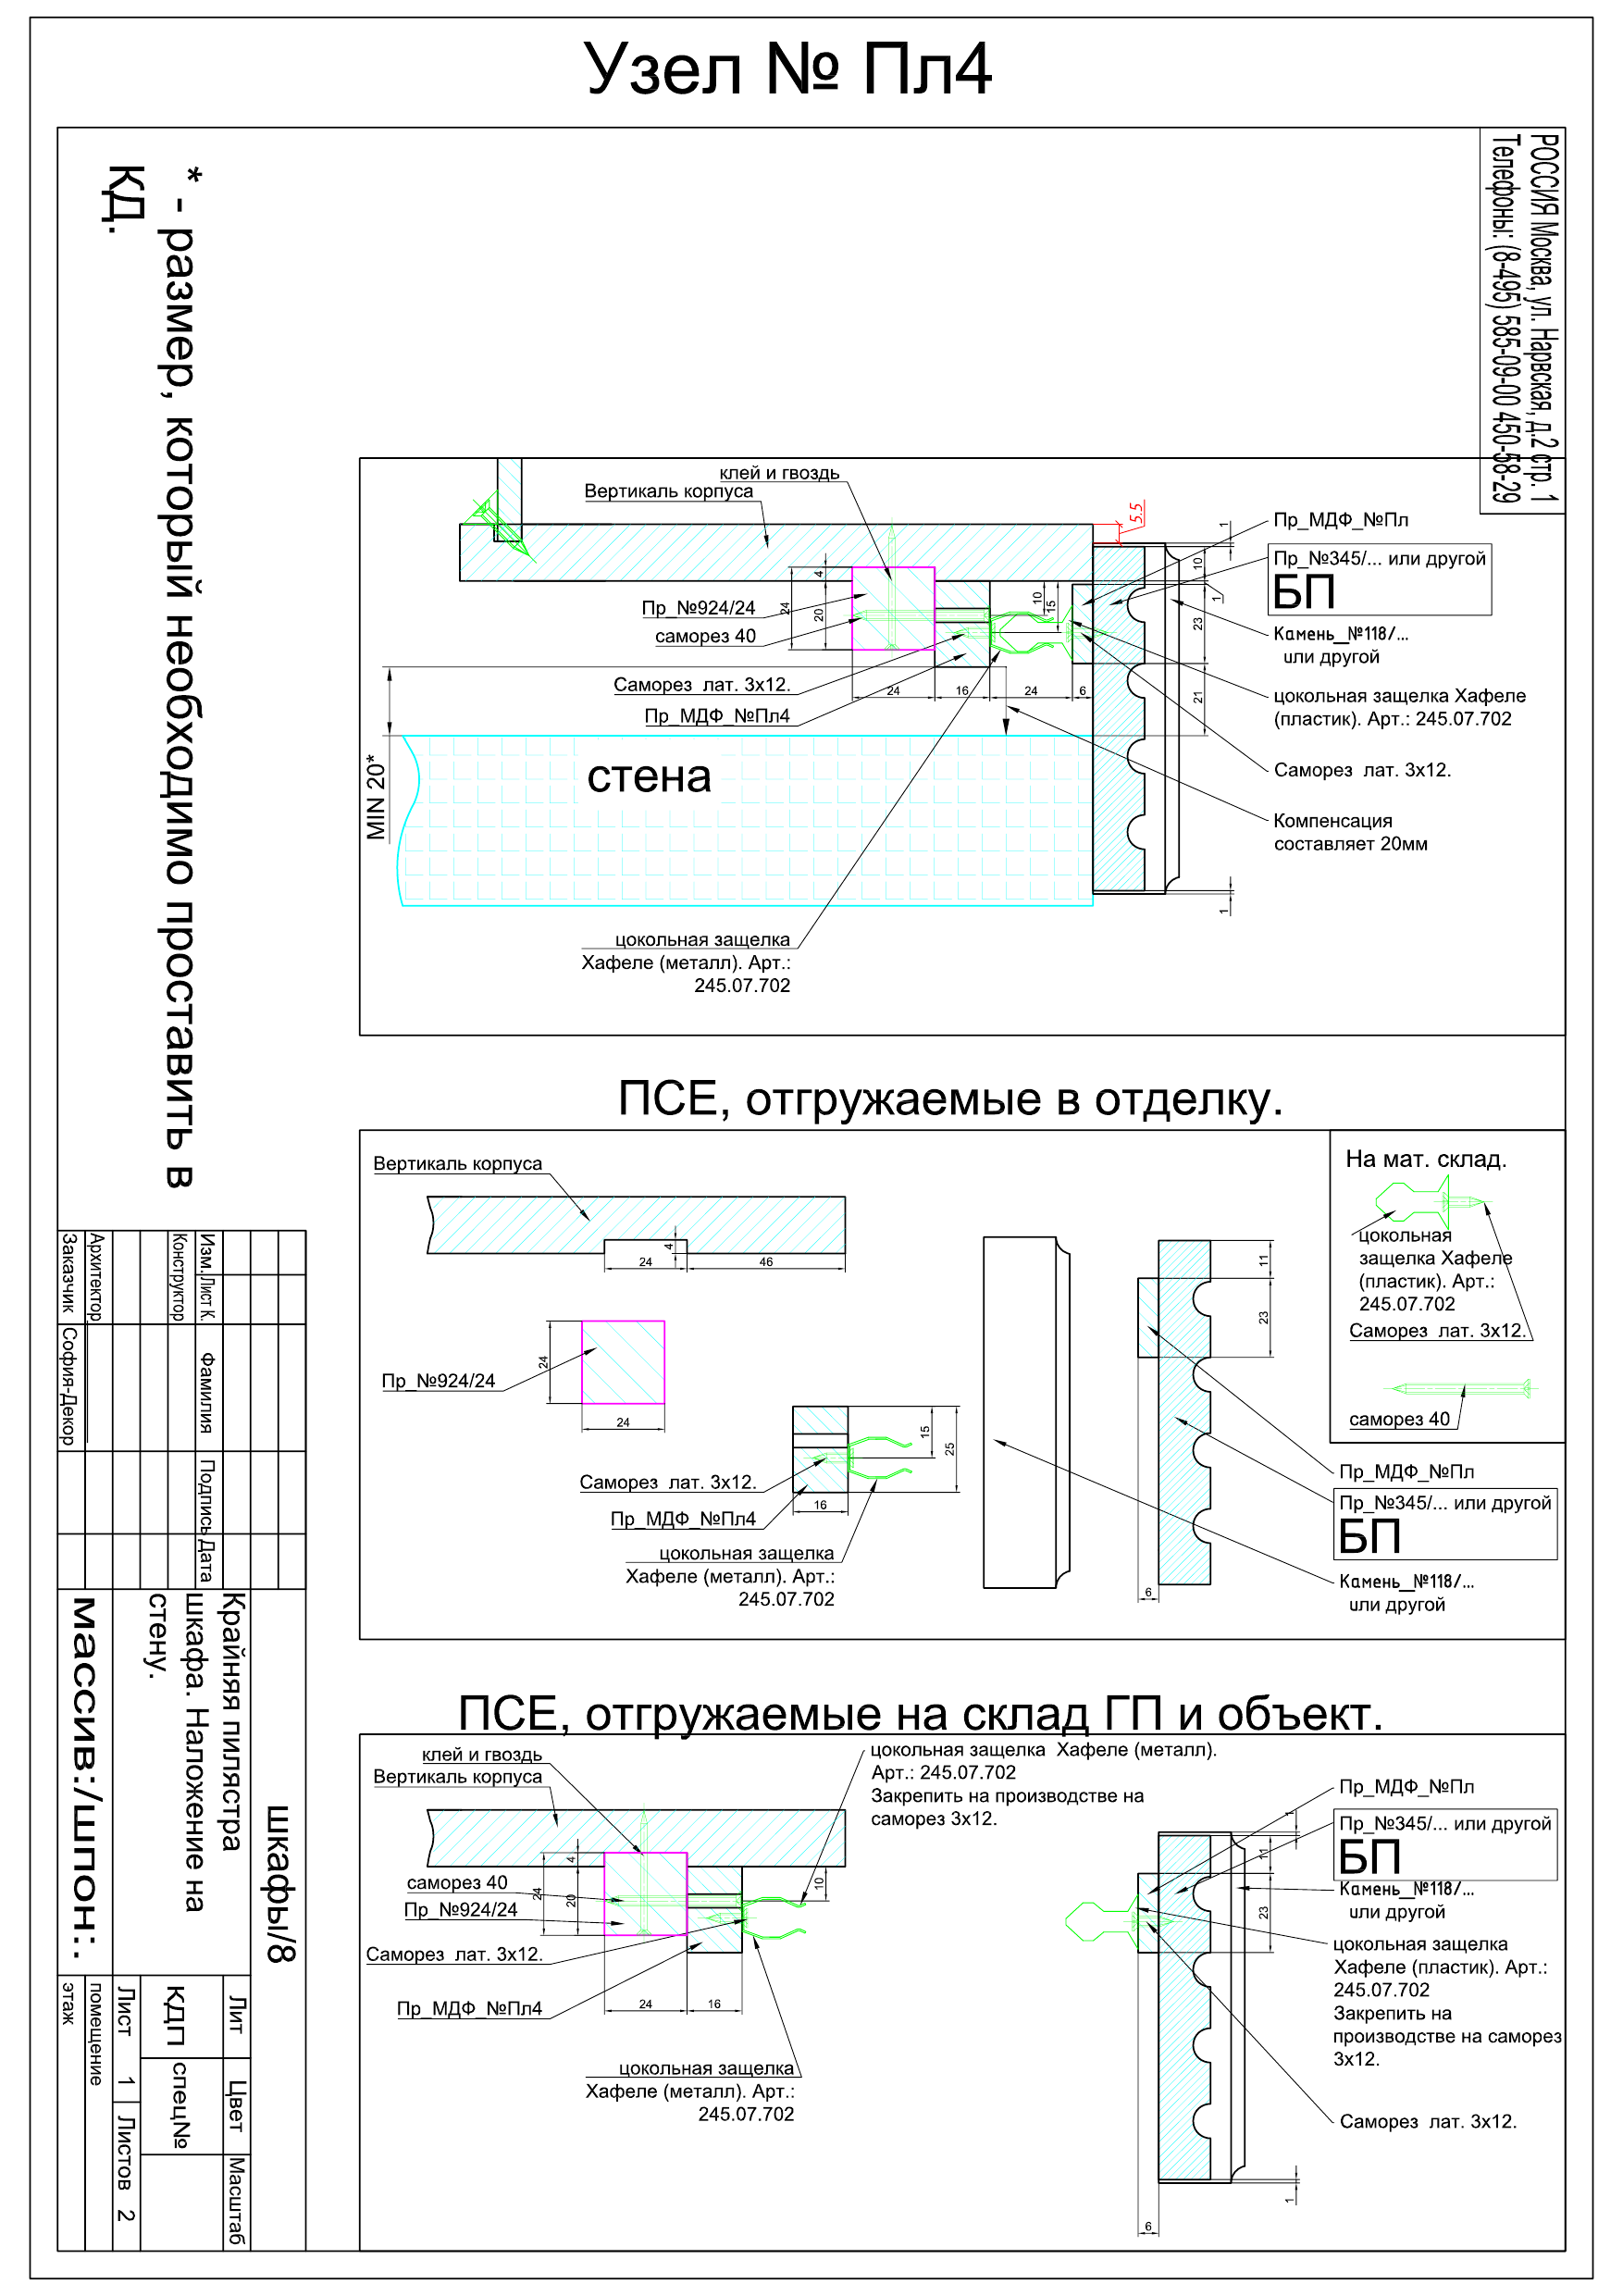 Узел № Пл4
РОССИЯ Москва, ул. Нарвская, д.2 стр. 1
Телефоны: (8-495) 585-09-00 450-58-29
* - размер, который необходимо проставить в
КД.
клей и гвоздь
Вертикаль корпуса
5.5
1
Пр_МДФ_№Пл
Пр_№345/... или другой
БП
Камень_№118/...
или другой
цокольная защелка Хафеле
(пластик). Арт.: 245.07.702
Саморез лат. 3х12.
Компенсация
составляет 20мм
Пр_№924/24
саморез 40
Саморез лат. 3х12.
Пр_МДФ_№Пл4
4
24
20
10
15
10
1
23
21
24
16
24
6
MIN 20*
стена
1
цокольная защелка
Хафеле (металл). Арт.:
245.07.702
ПСЕ, отгружаемые в отделку.
Вертикаль корпуса
4
24
46
24
24
Пр_№924/24
Саморез лат. 3х12.
Пр_МДФ_№Пл4
цокольная защелка
Хафеле (металл). Арт.:
245.07.702
15
25
16
11
23
6
На мат. склад.
цокольная
защелка Хафеле
(пластик). Арт.:
245.07.702
Саморез лат. 3х12.
саморез 40
Пр_МДФ_№Пл
Пр_№345/... или другой
БП
Камень_№118/...
или другой
ПСЕ, отгружаемые на склад ГП и объект.
клей и гвоздь
Вертикаль корпуса
цокольная защелка Хафеле (металл).
Арт.: 245.07.702
Закрепить на производстве на
саморез 3х12.
саморез 40
Пр_№924/24
Саморез лат. 3х12.
Пр_МДФ_№Пл4
4
24
20
10
24
16
цокольная защелка
Хафеле (металл). Арт.:
245.07.702
1
11
23
1
6
Пр_МДФ_№Пл
Пр_№345/... или другой
БП
Камень_№118/...
или другой
цокольная защелка
Хафеле (пластик). Арт.:
245.07.702
Закрепить на
производстве на саморез
3х12.
Саморез лат. 3х12.
Изм. Лист К. Фамилия Подпись Дата
Конструктор
Архитектор
Заказчик София-Декор
шкафы/8
Крайняя пилястра
шкафа. Наложение на
стену.
массив:/шпон:.
Лит Цвет Масштаб
КДП спец№
Лист 1 Листов 2
помещение
этаж